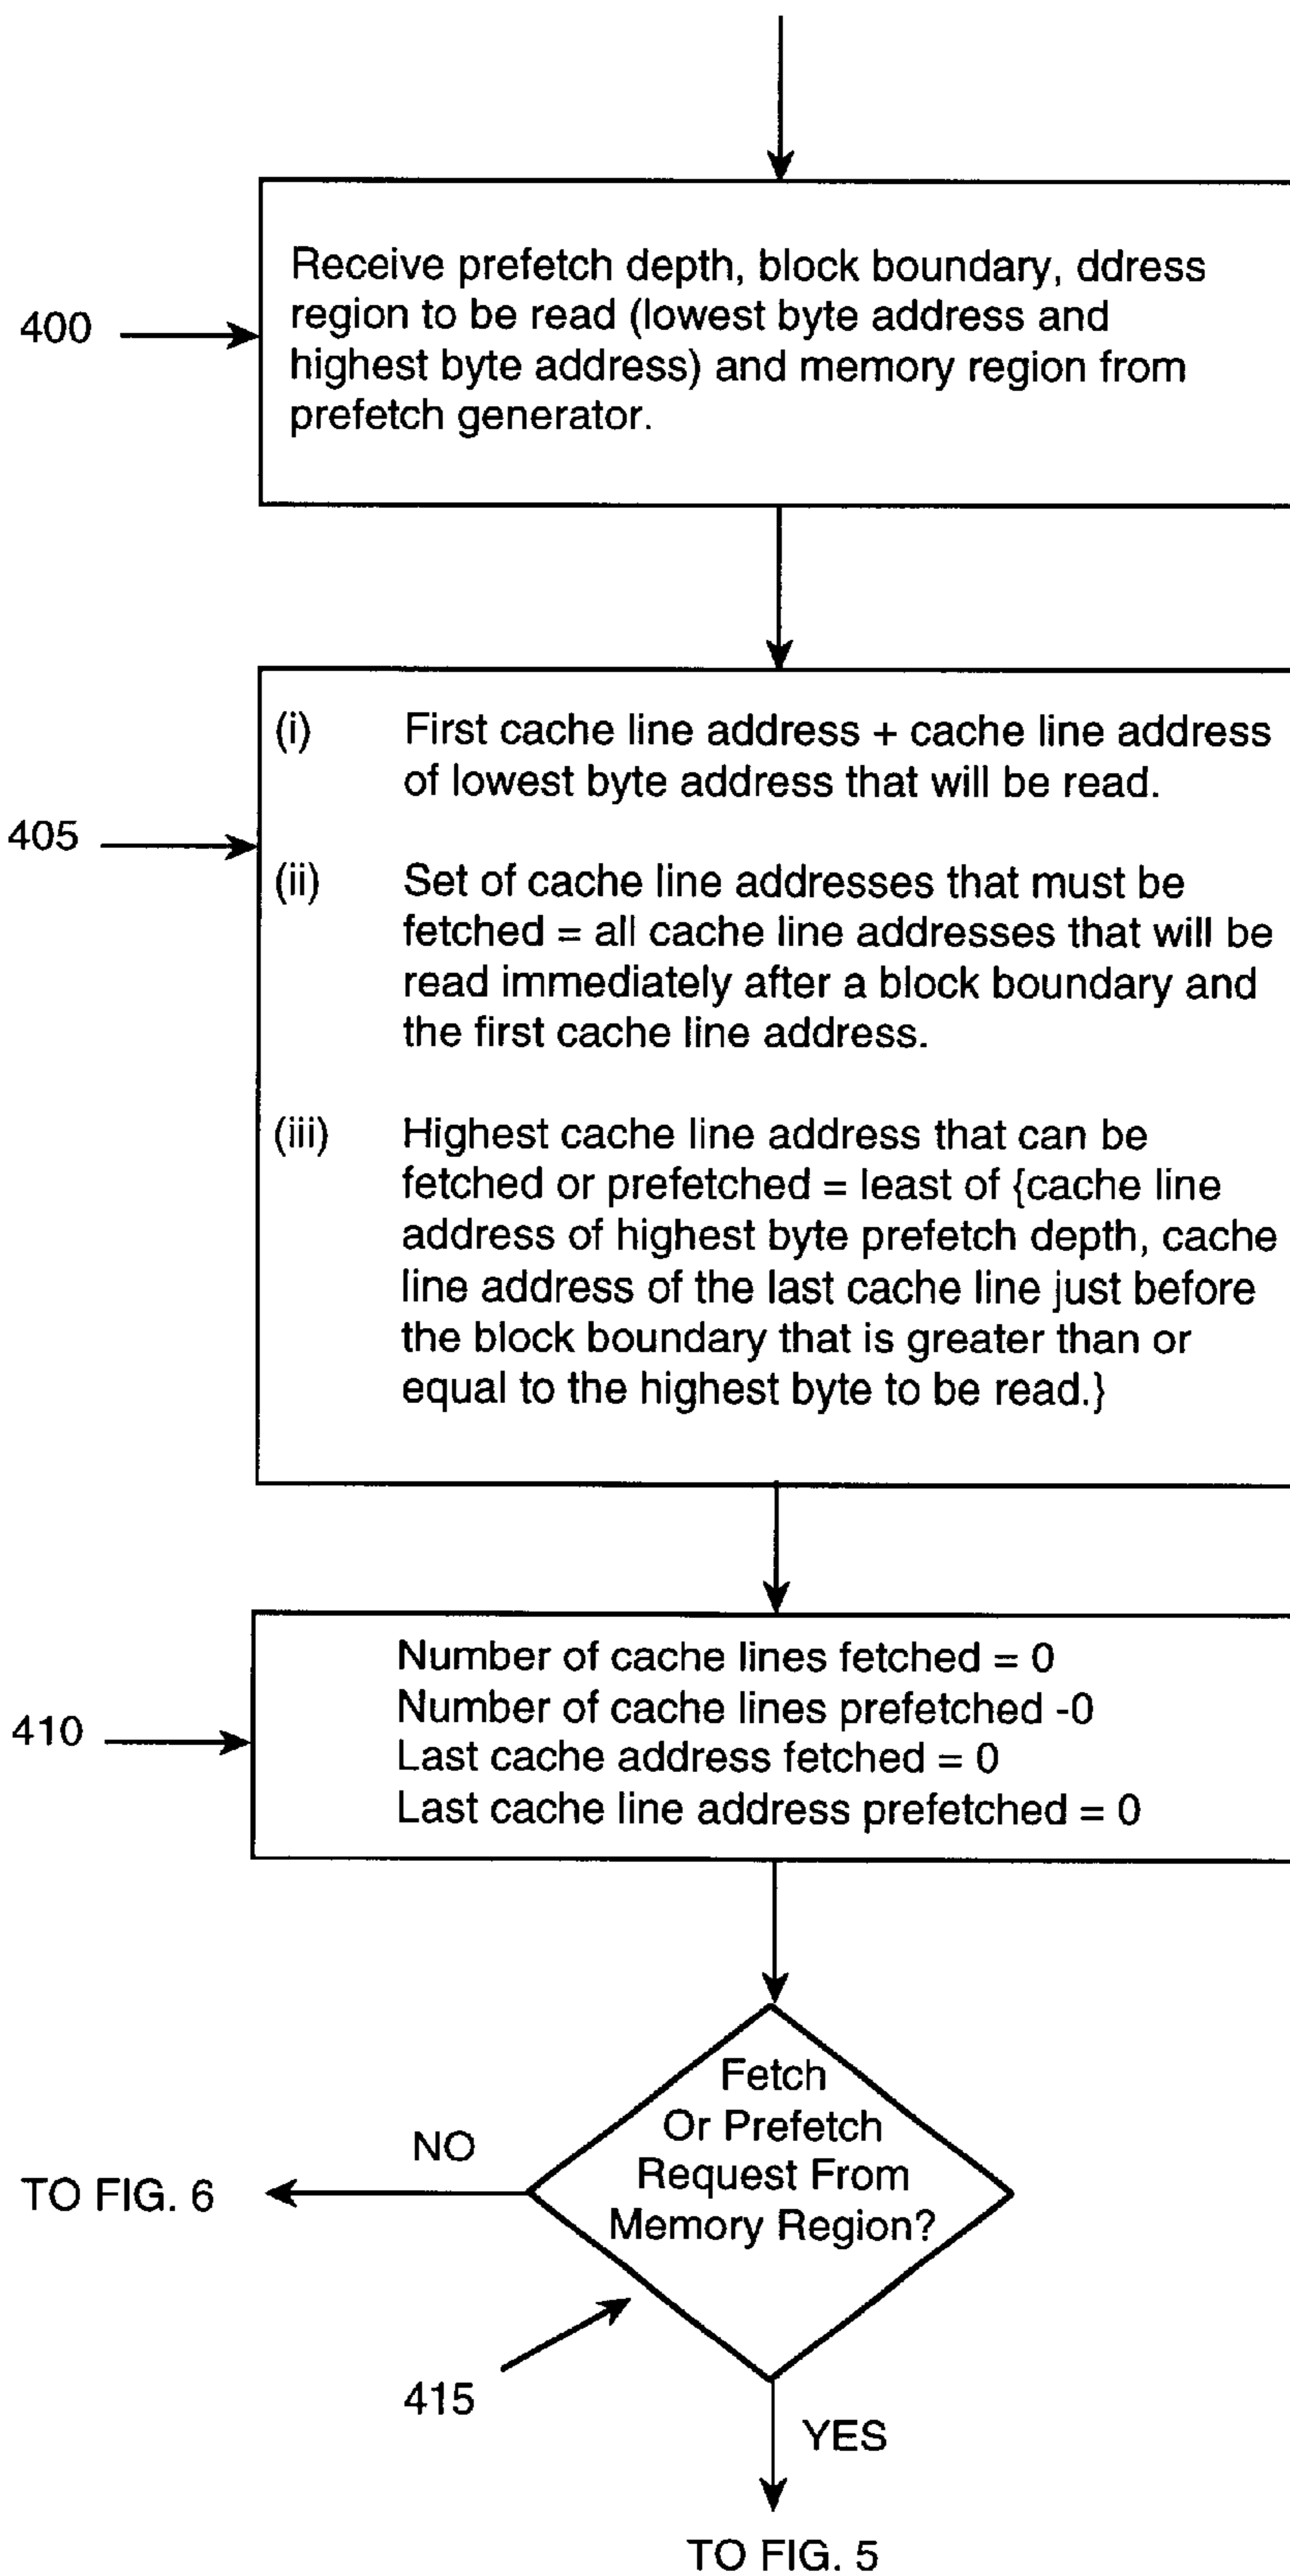 Receive prefetch depth, block boundary, ddress
region to be read (lowest byte address and
highest byte address) and memory region from
prefetch generator.
400
(i) First cache line address + cache line address
of lowest byte address that will be read.
405
(ii) Set of cache line addresses that must be
fetched = all cache line addresses that will be
read immediately after a block boundary and
the first cache line address.
(iii) Highest cache line address that can be
fetched or prefetched = least of {cache line
address of highest byte prefetch depth, cache
line address of the last cache line just before
the block boundary that is greater than or
equal to the highest byte to be read.}
410
Number of cache lines fetched = 0
Number of cache lines prefetched -0
Last cache address fetched = 0
Last cache line address prefetched = 0
Fetch
Or Prefetch
Request From
Memory Region?
NO
TO FIG. 6
415
YES
TO FIG. 5